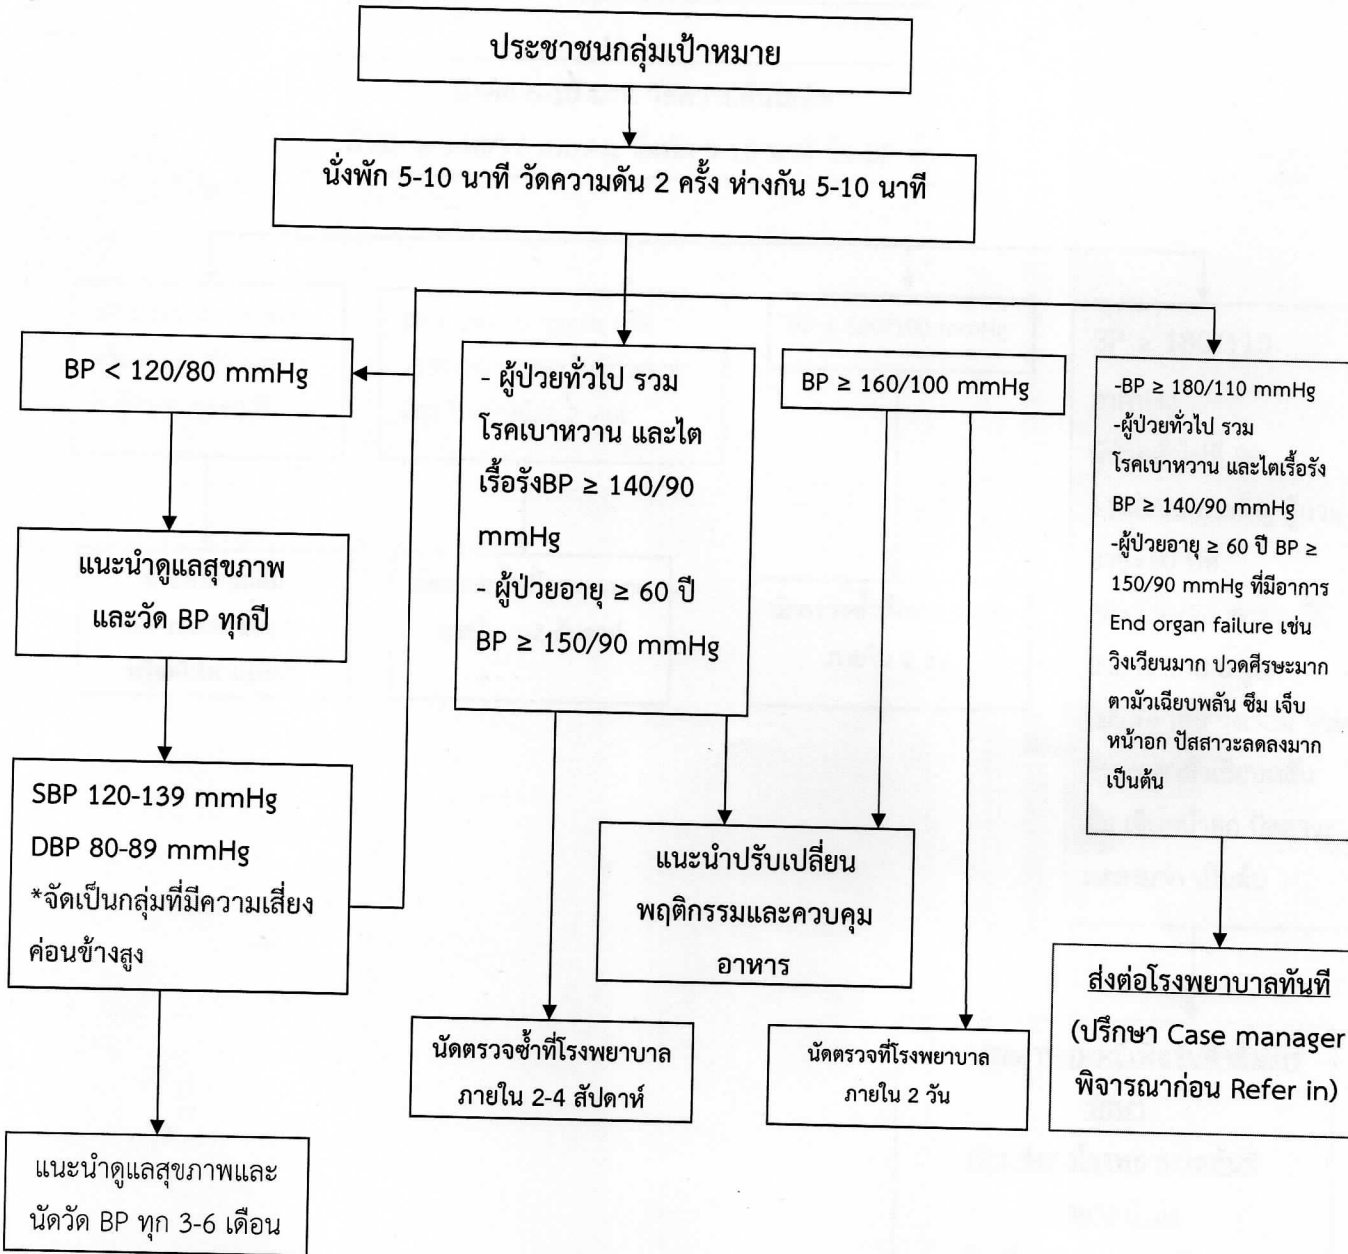 ประชาชนกลุ่มเป้าหมาย
นั่งพัก 5-10 นาที วัดความดัน 2 ครั้ง ห่างกัน 5-10 นาที
BP < 120/80 mmHg
แนะนำดูแลสุขภาพ
และวัด BP ทุกปี
SBP 120-139 mmHg
DBP 80-89 mmHg
*จัดเป็นกลุ่มที่มีความเสี่ยง
ค่อนข้างสูง
แนะนำดูแลสุขภาพและ
นัดวัด BP ทุก 3-6 เดือน
- ผู้ป่วยทั่วไป รวม
โรคเบาหวาน และไต
เรื้อรังBP ≥ 140/90
mmHg
- ผู้ป่วยอายุ ≥ 60 ปี
BP ≥ 150/90 mmHg
BP ≥ 160/100 mmHg
แนะนำปรับเปลี่ยน
พฤติกรรมและควบคุม
อาหาร
นัดตรวจซ้ำที่โรงพยาบาล
ภายใน 2-4 สัปดาห์
นัดตรวจที่โรงพยาบาล
ภายใน 2 วัน
-BP ≥ 180/110 mmHg
-ผู้ป่วยทั่วไป รวม
โรคเบาหวาน และไตเรื้อรัง
BP ≥ 140/90 mmHg
-ผู้ป่วยอายุ ≥ 60 ปี BP ≥
150/90 mmHg ที่มีอาการ
End organ failure เช่น
วิงเวียนมาก ปวดศีรษะมาก
ตามัวเฉียบพลัน ซึม เจ็บ
หน้าอก ปัสสาวะลดลงมาก
เป็นต้น
ส่งต่อโรงพยาบาลทันที
(ปรึกษา Case manager
พิจารณาก่อน Refer in)